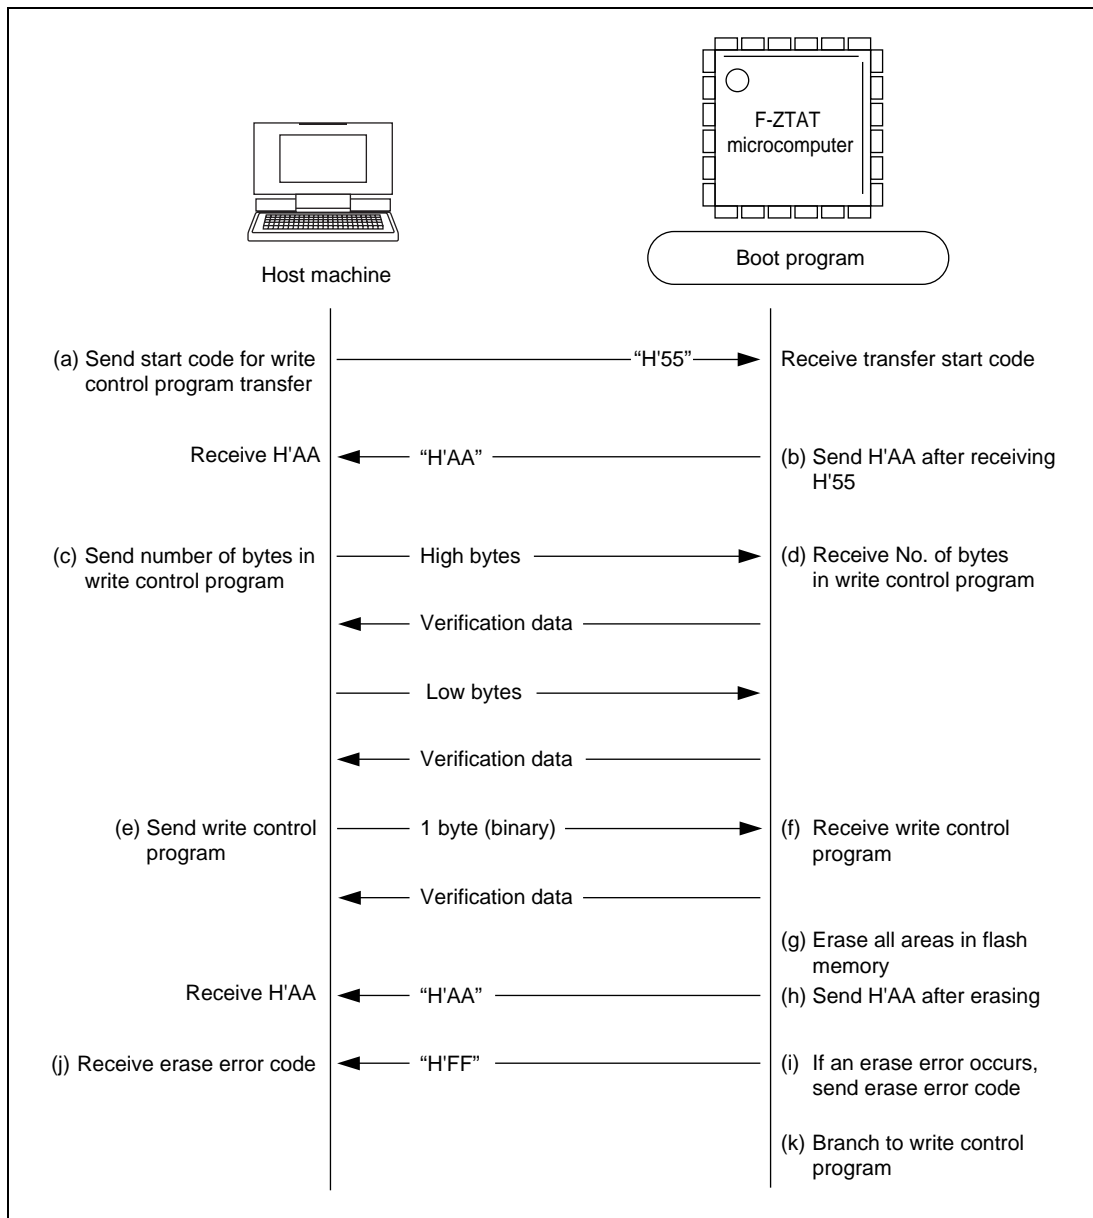 F-ZTAT
microcomputer
Boot program
Host machine
(a) Send start code for write
control program transfer
“H'55”
Receive transfer start code
Receive H'AA
“H'AA”
(b) Send H'AA after receiving
H'55
(c) Send number of bytes in
write control program
High bytes
(d) Receive No. of bytes
in write control program
Verification data
Low bytes
Verification data
(e) Send write control
program
1 byte (binary)
(f) Receive write control
program
Verification data
(g) Erase all areas in flash
memory
Receive H'AA
“H'AA”
(h) Send H'AA after erasing
(j) Receive erase error code
“H'FF”
(i) If an erase error occurs,
send erase error code
(k) Branch to write control
program